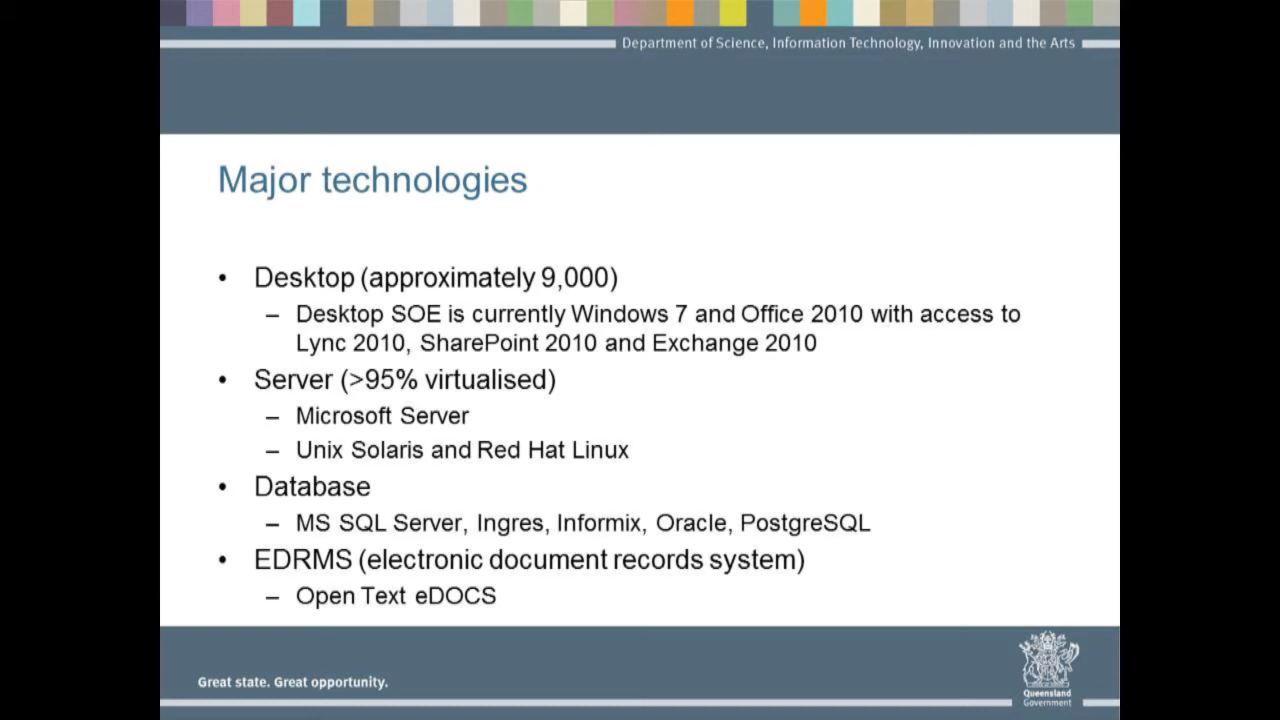 Department of Science, Information Technology, Innovation and the Arts
Major technologies
• Desktop (approximately 9,000)
– Desktop SOE is currently Windows 7 and Office 2010 with access to
Lync 2010, SharePoint 2010 and Exchange 2010
• Server (>95% virtualised)
– Microsoft Server
– Unix Solaris and Red Hat Linux
• Database
– MS SQL Server, Ingres, Informix, Oracle, PostgreSQL
• EDRMS (electronic document records system)
– Open Text eDOCS
Great state. Great opportunity.
Queensland
Government